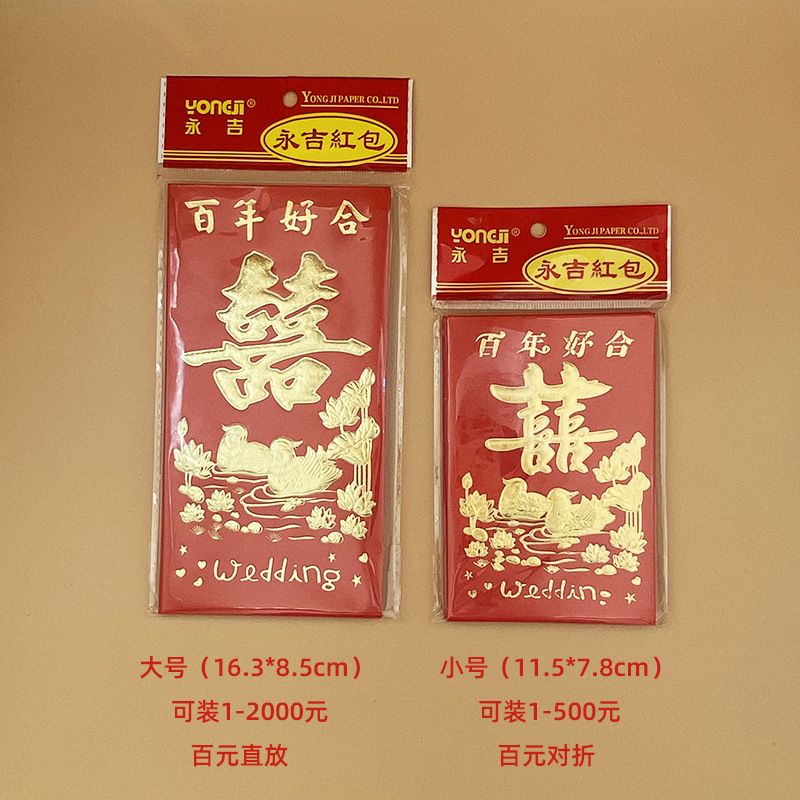 YONGJI®
永吉
YONG JI PAPER CO.,LTD
永吉紅包
百年好合
囍
wedding
YONGJI®
永吉
YONG JI PAPER CO.,LTD
永吉紅包
百年好合
囍
weddin
大号（16.3*8.5cm）
可装1-2000元
百元直放
小号（11.5*7.8cm）
可装1-500元
百元对折